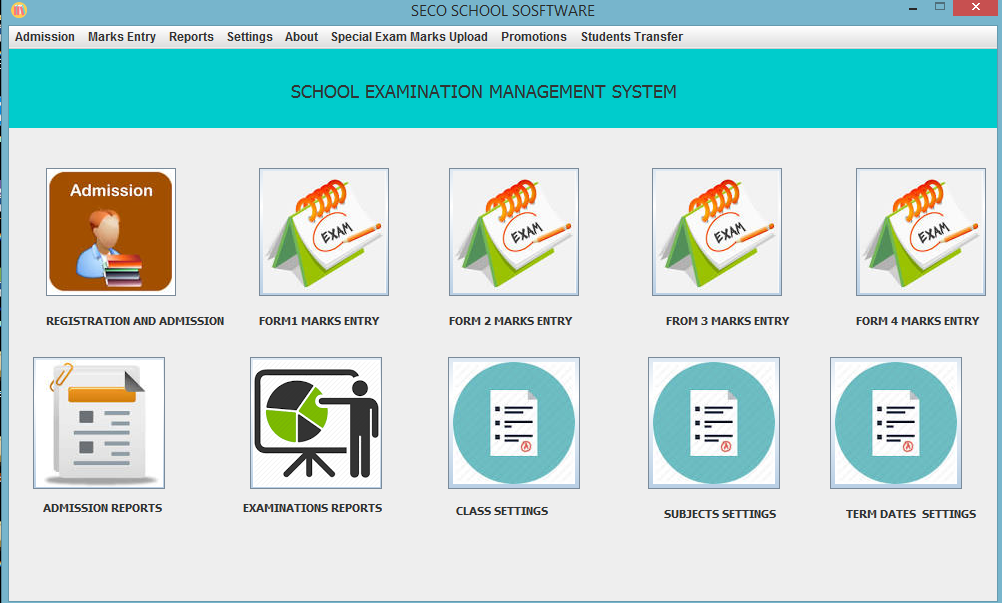 SECO SCHOOL SOSFTWARE
Admission Marks Entry Reports Settings About Special Exam Marks Upload Promotions Students Transfer
SCHOOL EXAMINATION MANAGEMENT SYSTEM
Admission
EXAM
EXAM
EXAM
EXAM
REGISTRATION AND ADMISSION FORM1 MARKS ENTRY FORM 2 MARKS ENTRY FROM 3 MARKS ENTRY FORM 4 MARKS ENTRY
A
A
A
ADMISSION REPORTS EXAMINATIONS REPORTS CLASS SETTINGS SUBJECTS SETTINGS TERM DATES  SETTINGS